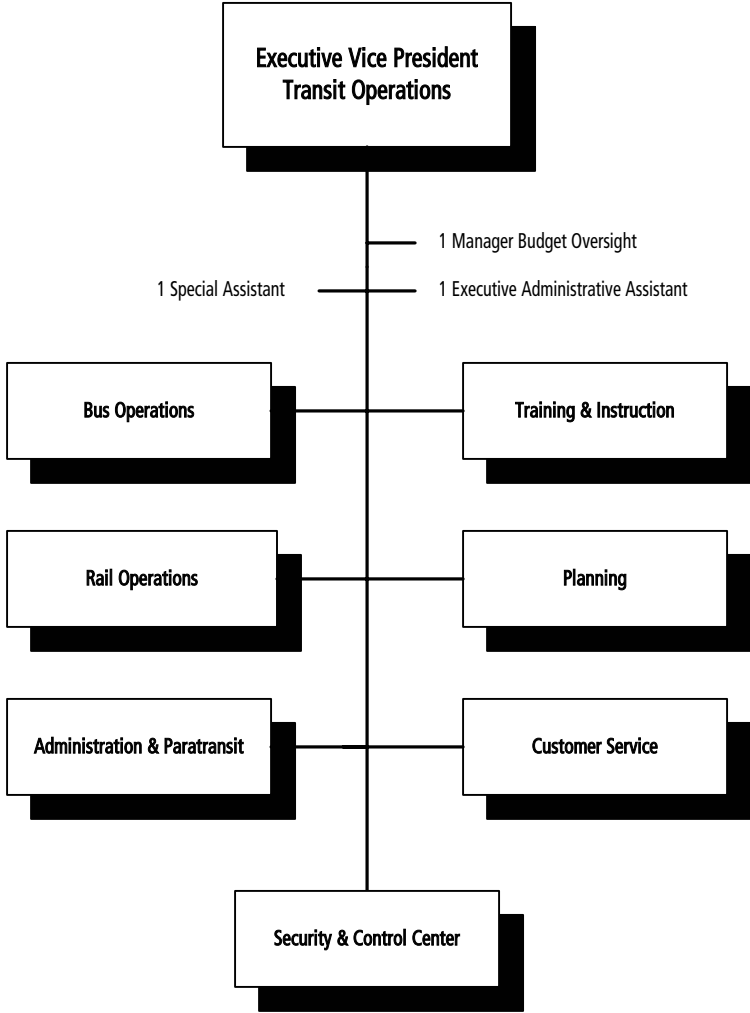 Executive Vice President
Transit Operations
1 Manager Budget Oversight
1 Special Assistant
1 Executive Administrative Assistant
Bus Operations
Training & Instruction
Rail Operations
Planning
Administration & Paratransit
Customer Service
Security & Control Center